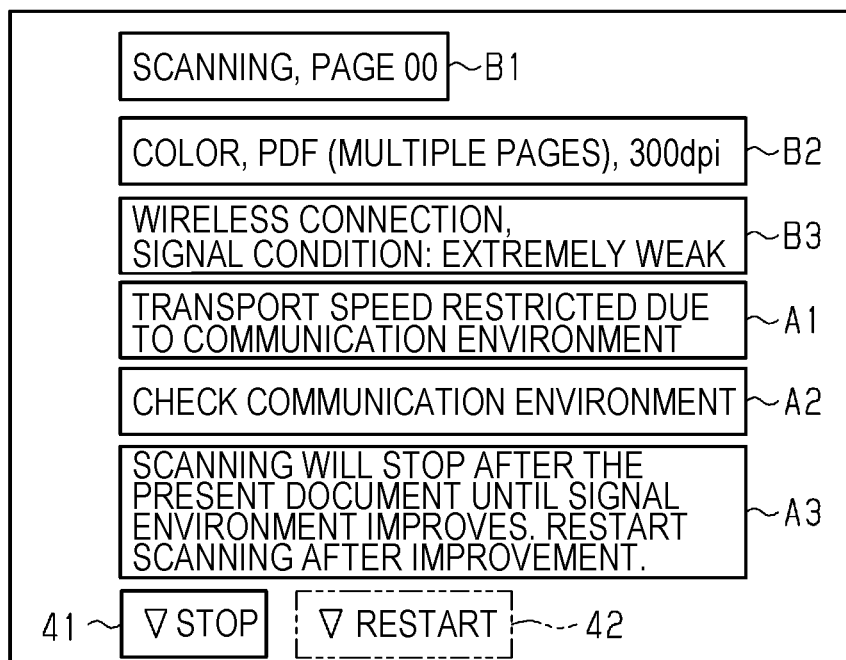 SCANNING, PAGE 00 B1
COLOR, PDF (MULTIPLE PAGES), 300dpi B2
WIRELESS CONNECTION,
SIGNAL CONDITION: EXTREMELY WEAK B3
TRANSPORT SPEED RESTRICTED DUE
TO COMMUNICATION ENVIRONMENT A1
CHECK COMMUNICATION ENVIRONMENT A2
SCANNING WILL STOP AFTER THE
PRESENT DOCUMENT UNTIL SIGNAL
ENVIRONMENT IMPROVES. RESTART
SCANNING AFTER IMPROVEMENT. A3
41 ▽ STOP ▽ RESTART 42